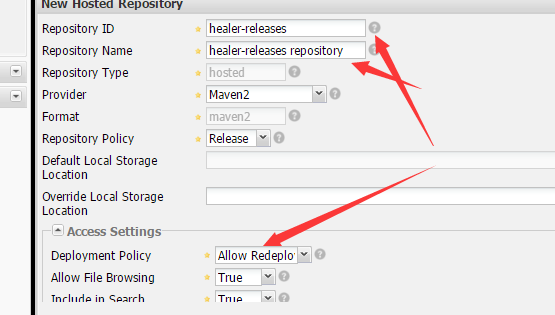 New Hosted Repository
Repository ID healer-releases
Repository Name healer-releases repository
Repository Type hosted
Provider Maven2
Format maven2
Repository Policy Release
Default Local Storage
Location
Override Local Storage
Location
Access Settings
Deployment Policy Allow Redeplo
Allow File Browsing True
Include in Search True